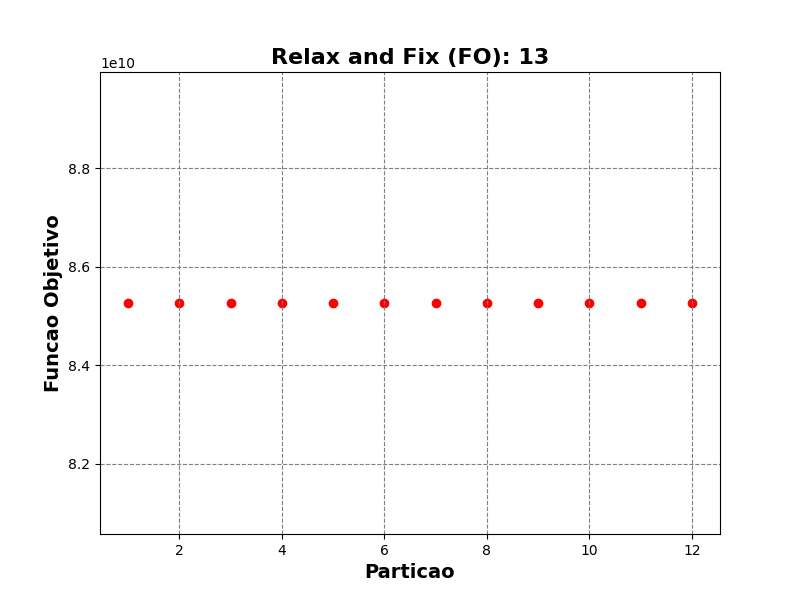 Relax and Fix (FO): 13
1e10
8.8
8.6
8.4
8.2
Funcao Objetivo
2 4 6 8 10 12
Particao